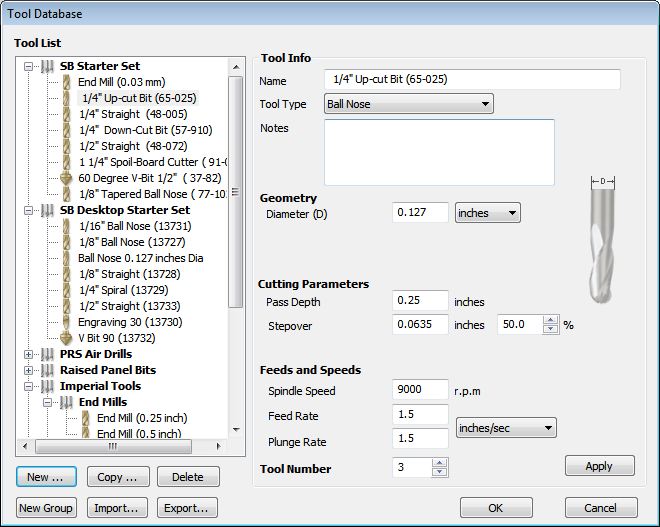 Tool Database
Tool List
SB Starter Set
End Mill (0.03 mm)
1/4" Up-cut Bit (65-025)
1/4" Straight (48-005)
1/4" Down-Cut Bit (57-910)
1/2" Straight (48-072)
1 1/4" Spoil-Board Cutter ( 91-0
60 Degree V-Bit 1/2" ( 37-82)
1/8" Tapered Ball Nose ( 77-10
SB Desktop Starter Set
1/16" Ball Nose (13731)
1/8" Ball Nose (13727)
Ball Nose 0.127 inches Dia
1/8" Straight (13728)
1/4" Spiral (13729)
1/2" Straight (13733)
Engraving 30 (13730)
V Bit 90 (13732)
PRS Air Drills
Raised Panel Bits
Imperial Tools
End Mills
End Mill (0.25 inch)
End Mill (0.5 inch)
New ... Copy ... Delete
New Group Import... Export...
Tool Info
Name 1/4" Up-cut Bit (65-025)
Tool Type Ball Nose
Notes
Geometry
Diameter (D) 0.127 inches
D
Cutting Parameters
Pass Depth 0.25 inches
Stepover 0.0635 inches 50.0 %
Feeds and Speeds
Spindle Speed 9000 r.p.m
Feed Rate 1.5
inches/sec
Plunge Rate 1.5
Tool Number 3
Apply
OK Cancel